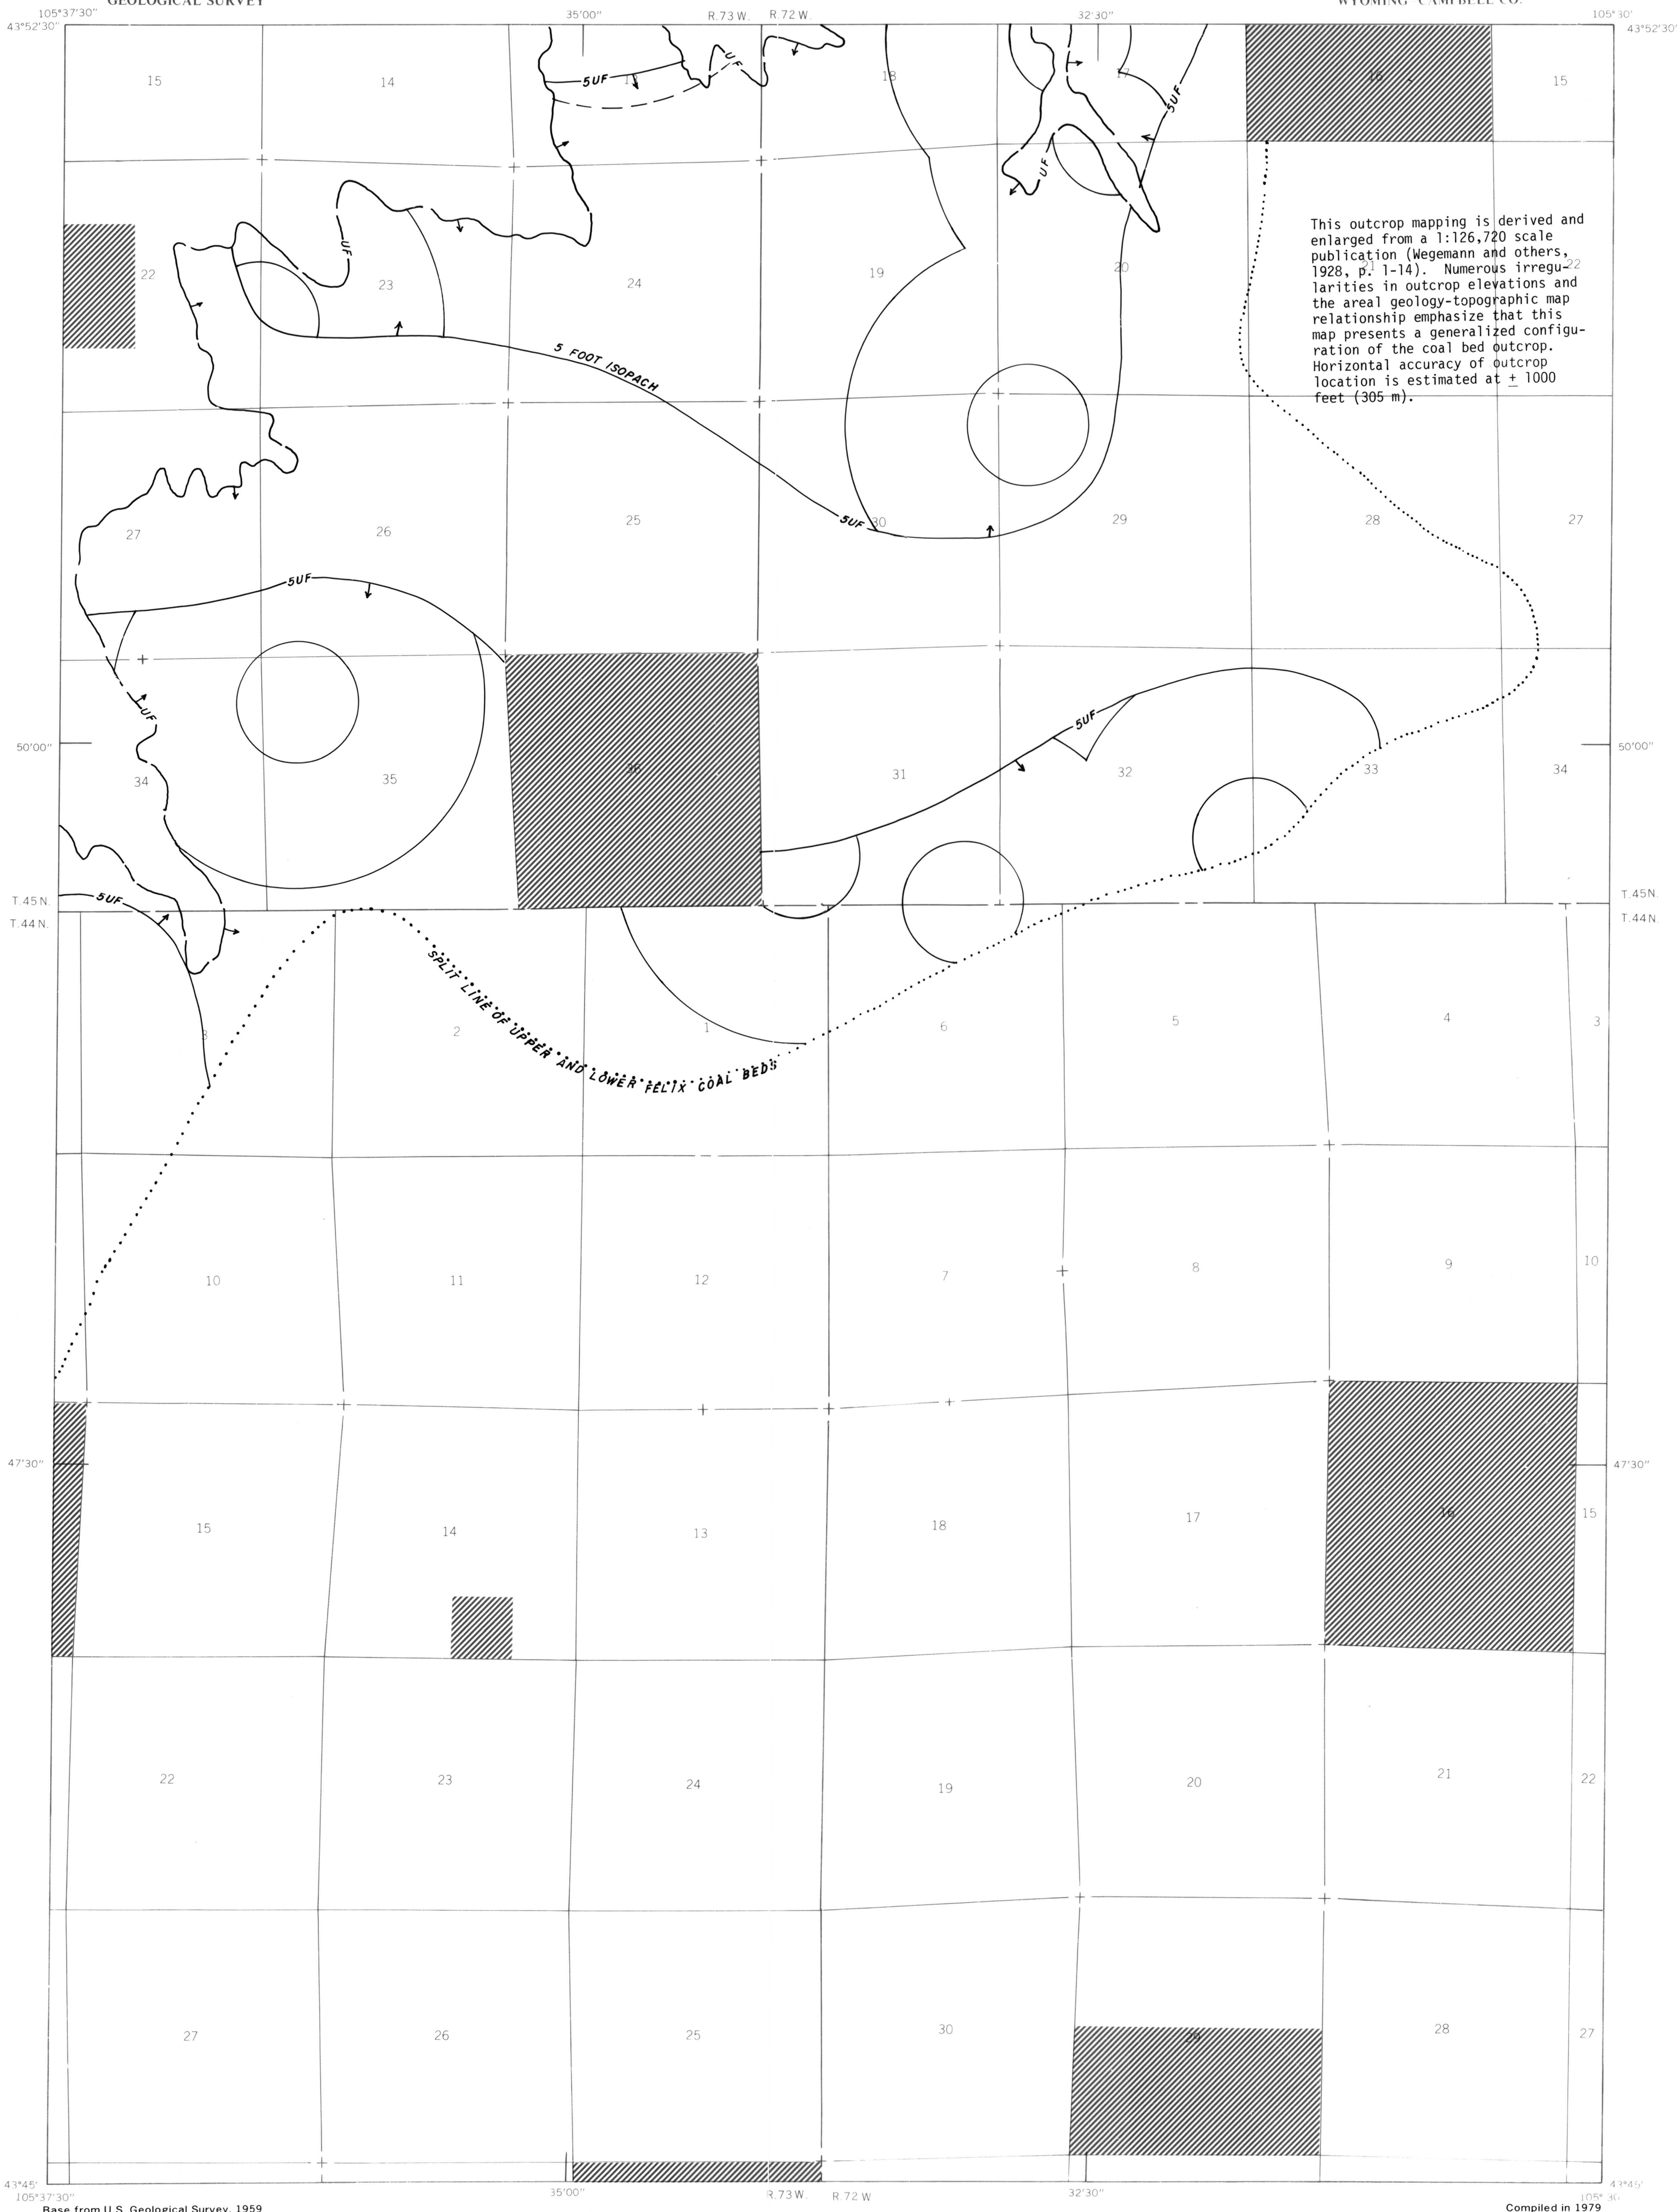 GEOLOGICAL SURVEY
WYOMING CAMPBELL CO.
105°37'30"
35'00"
R.73 W. R.72 W.
32'30"
105°30'
43°52'30"
43°52'30"
15
14
18
17
16
15
5UF
UF
5UF
UF
This outcrop mapping is derived and
enlarged from a 1:126,720 scale
publication (Wegemann and others,
1928, p. 1-14). Numerous irregu-
larities in outcrop elevations and
the areal geology-topographic map
relationship emphasize that this
map presents a generalized configu-
ration of the coal bed outcrop.
Horizontal accuracy of outcrop
location is estimated at ± 1000
feet (305 m).
UF
22
23
24
19
20
21
22
5 FOOT ISOPACH
5UF
27
26
25
30
29
28
27
5UF
UF
5UF
50'00"
50'00"
34
35
36
31
32
33
34
5UF
T.45 N.
T.44 N.
T.45 N.
T.44 N.
SPLIT LINE OF UPPER AND LOWER FELIX COAL BEDS
3
2
1
6
5
4
3
10
11
12
7
8
9
10
47'30"
47'30"
15
14
13
18
17
16
15
22
23
24
19
20
21
22
27
26
25
30
29
28
27
43°45'
43°45'
105°37'30"
35'00"
R.73 W. R.72 W
32'30"
Base from U.S. Geological Survey, 1959
Compiled in 1979